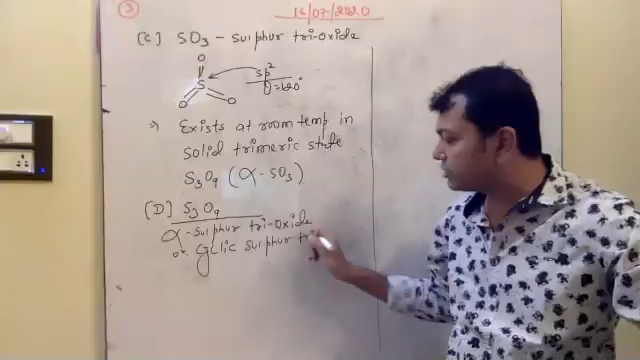 ③
16/07/2020
[C] SO3 - Sulphur tri-oxide
O
S
O O
sp²
θ=120°
⇒ Exists at room temp in
solid trimeric state
S3O9 (α-SO3)
[D] S3O9
α-sulphur tri-oxide
or Cyclic sulphur tri